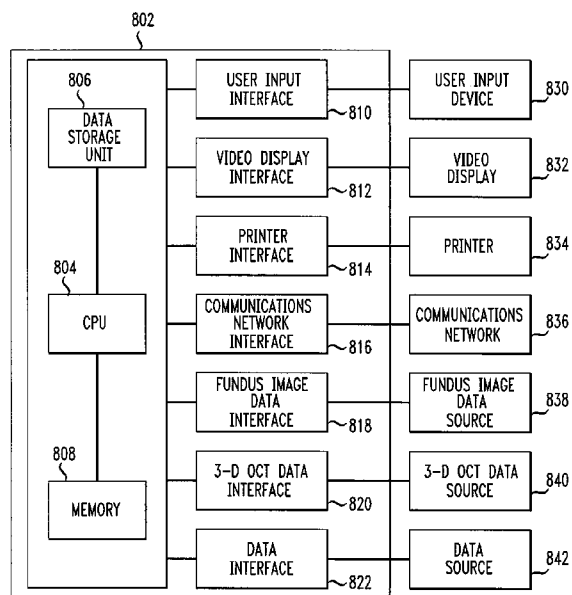 802
806
DATA
STORAGE
UNIT
804
CPU
808
MEMORY
USER INPUT
INTERFACE
810
USER INPUT
DEVICE
830
VIDEO DISPLAY
INTERFACE
812
VIDEO
DISPLAY
832
PRINTER
INTERFACE
814
PRINTER
834
COMMUNICATIONS
NETWORK
INTERFACE
816
COMMUNICATIONS
NETWORK
836
FUNDUS IMAGE
DATA
INTERFACE
818
FUNDUS IMAGE
DATA
SOURCE
838
3-D OCT DATA
INTERFACE
820
3-D OCT DATA
SOURCE
840
DATA
INTERFACE
822
DATA
SOURCE
842